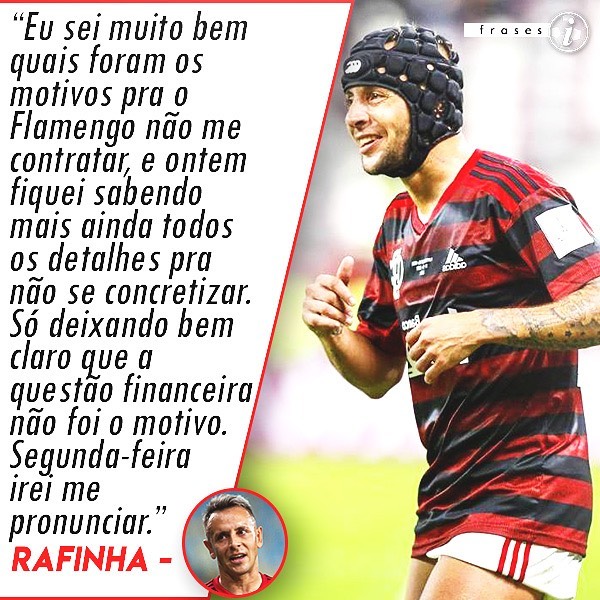 frases i
“Eu sei muito bem
quais foram os
motivos pra o
Flamengo não me
contratar, e ontem
fiquei sabendo
mais ainda todos
os detalhes pra
não se concretizar.
Só deixando bem
claro que a
questão financeira
não foi o motivo.
Segunda-feira
irei me
pronunciar.”
RAFINHA -
adidas